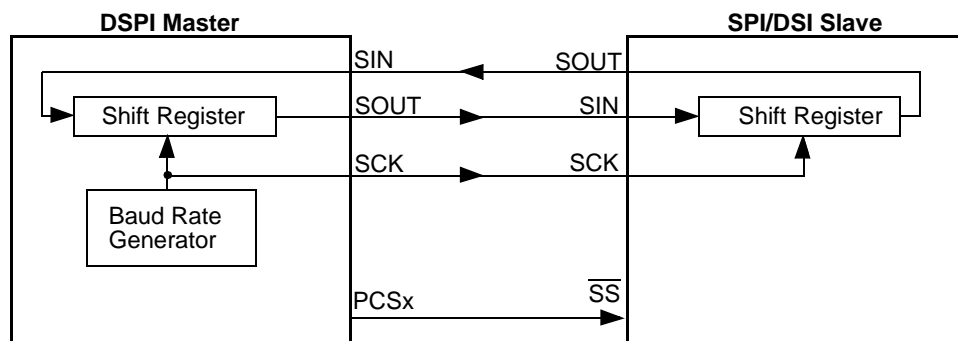 DSPI Master
SPI/DSI Slave
SIN
SOUT
Shift Register
SOUT
SIN
Shift Register
SCK
SCK
Baud Rate
Generator
PCSx
SS